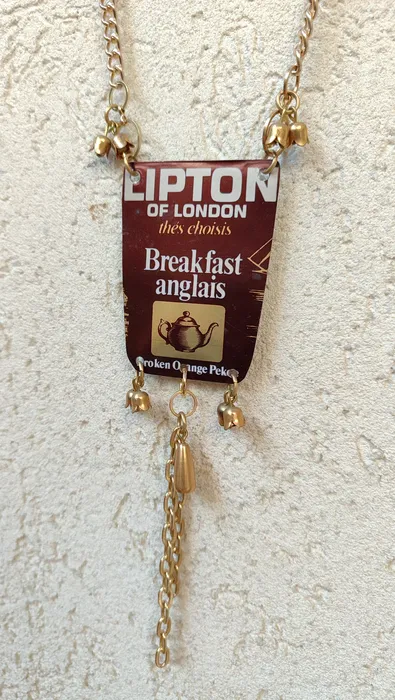 LIPTON
OF LONDON
thés choisis
Breakfast
anglais
roken Orange Peko